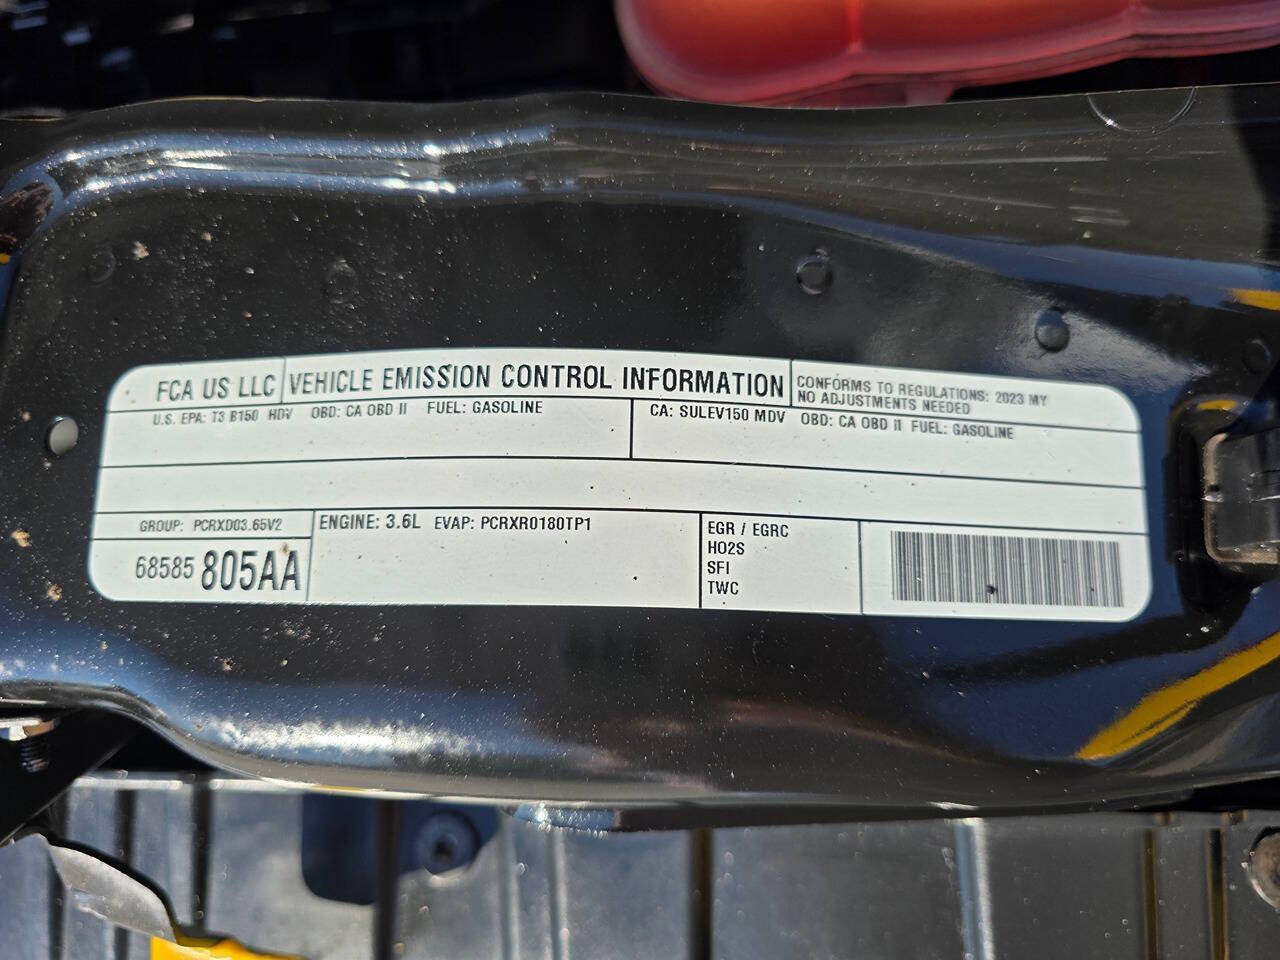 FCA US LLC VEHICLE EMISSION CONTROL INFORMATION
CONFORMS TO REGULATIONS: 2023 MY
NO ADJUSTMENTS NEEDED
U.S. EPA: T3 B150 HDV OBD: CA OBD II FUEL: GASOLINE
CA: SULEV150 MDV OBD: CA OBD II FUEL: GASOLINE
GROUP: PCRXD03.65V2
68585 805AA
ENGINE: 3.6L EVAP: PCRXR0180TP1
EGR / EGRC
HO2S
SFI
TWC